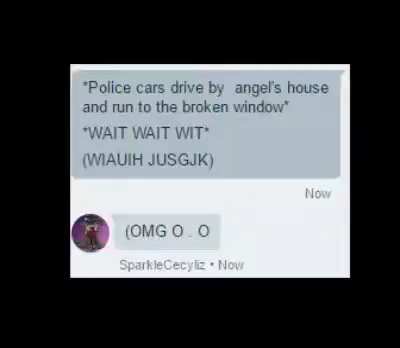 *Police cars drive by  angel's house
and run to the broken window*
*WAIT WAIT WIT*
(WIAUIH JUSGJK)
Now
(OMG O . O
SparkleCecyliz • Now